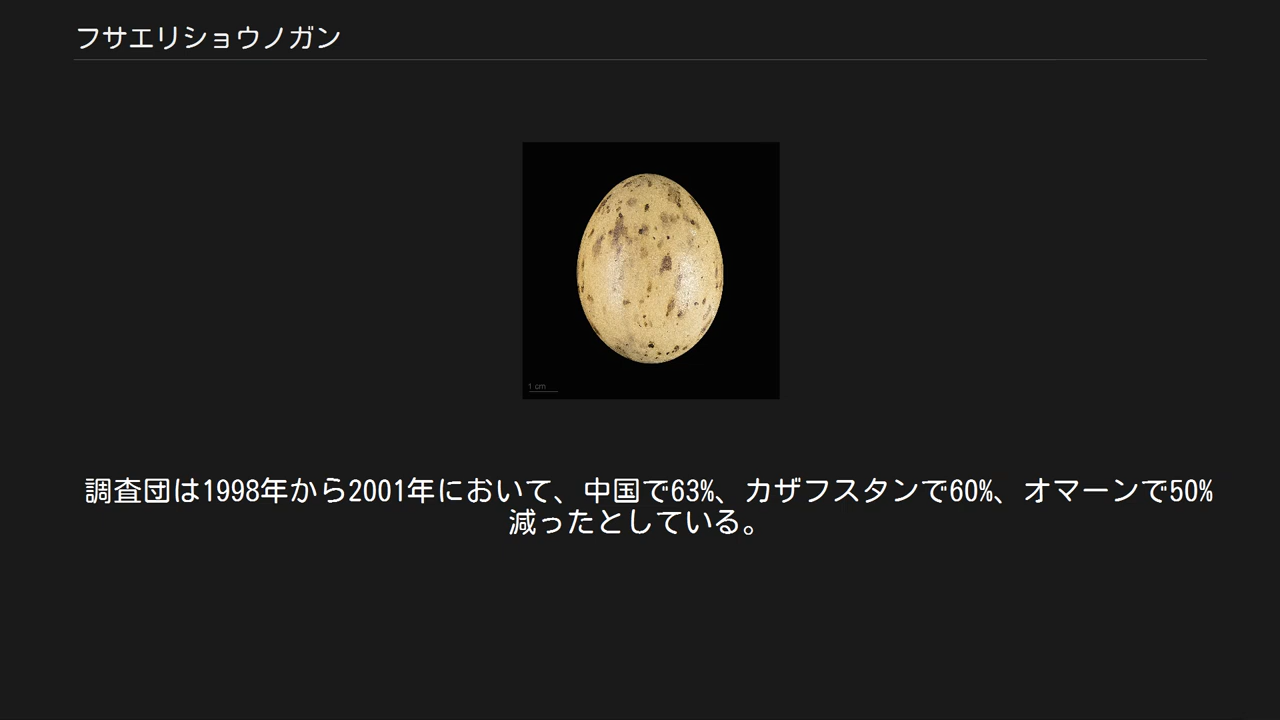 フサエリショウノガン
1 cm
調査団は1998年から2001年において、中国で63%、カザフスタンで60%、オマーンで50%
減ったとしている。